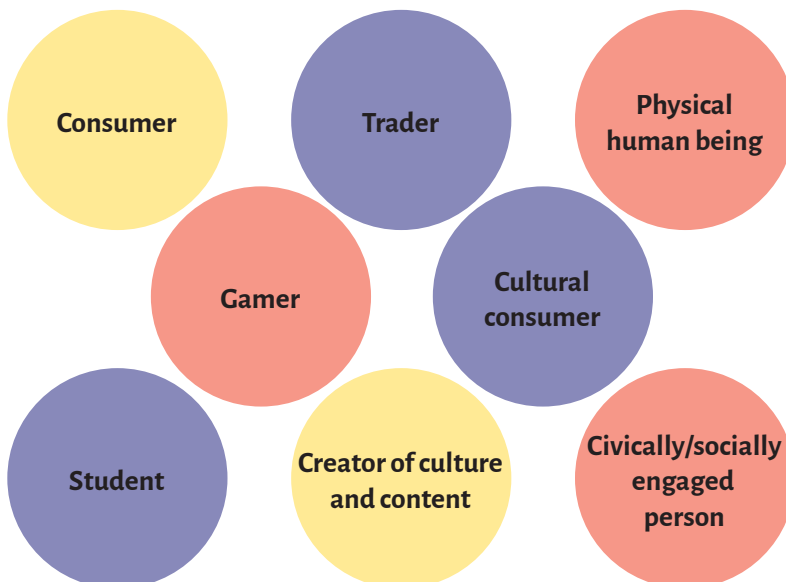 Consumer
Trader
Physical
human being
Gamer
Cultural
consumer
Student
Creator of culture
and content
Civically/socially
engaged
person